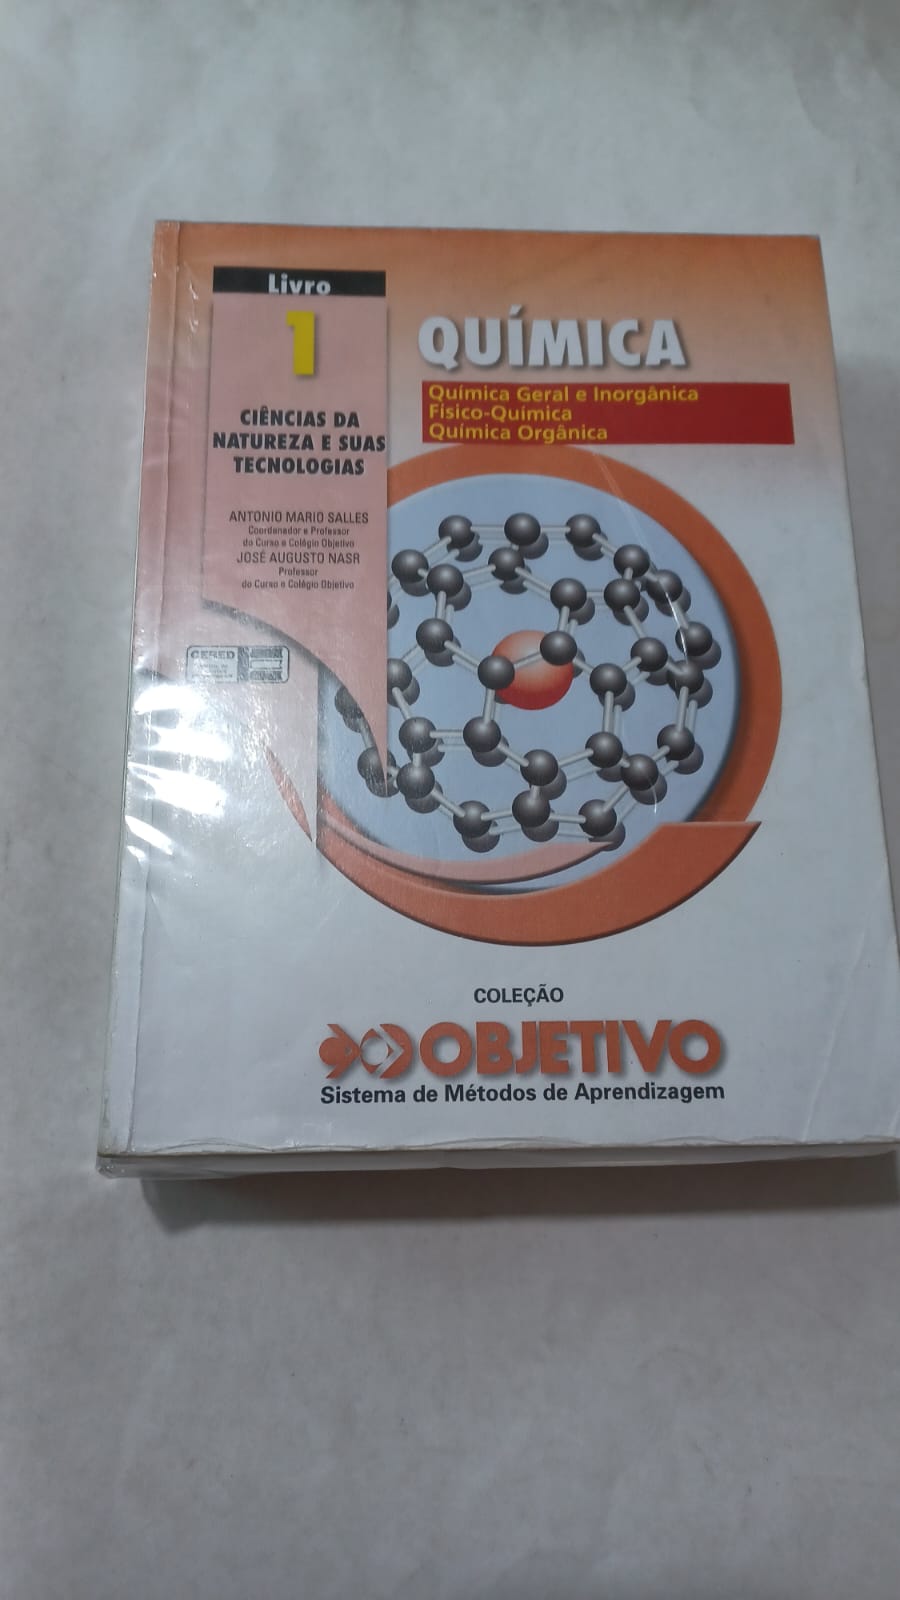 Livro
1
CIÊNCIAS DA
NATUREZA E SUAS
TECNOLOGIAS
ANTONIO MARIO SALLES
Coordenador e Professor
do Curso e Colégio Objetivo
JOSÉ AUGUSTO NASR
Professor
do Curso e Colégio Objetivo
CERED
QUÍMICA
Química Geral e Inorgânica
Físico-Química
Química Orgânica
COLEÇÃO
OBJETIVO
Sistema de Métodos de Aprendizagem